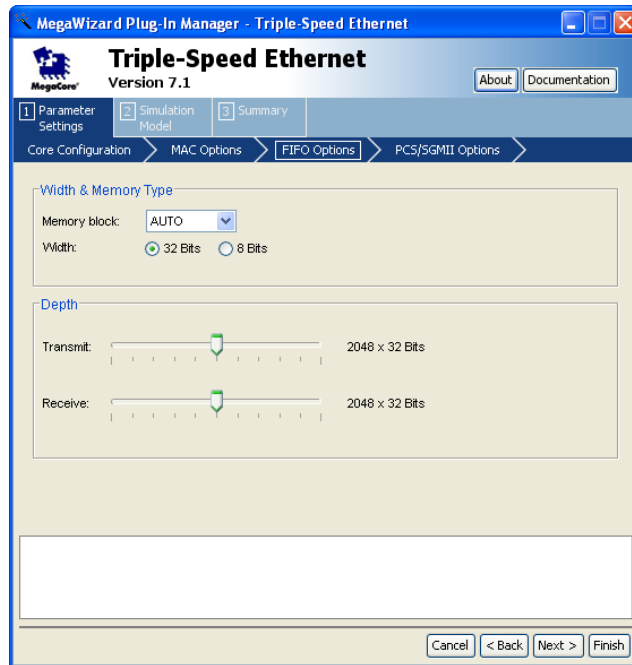 MegaWizard Plug-In Manager - Triple-Speed Ethernet
MegaCore®
Triple-Speed Ethernet
Version 7.1
About
Documentation
1 Parameter Settings
2 Simulation Model
3 Summary
Core Configuration
MAC Options
FIFO Options
PCS/SGMII Options
Width & Memory Type
Memory block: AUTO
Width: 32 Bits 8 Bits
Depth
Transmit: 2048 x 32 Bits
Receive: 2048 x 32 Bits
Cancel
< Back
Next >
Finish